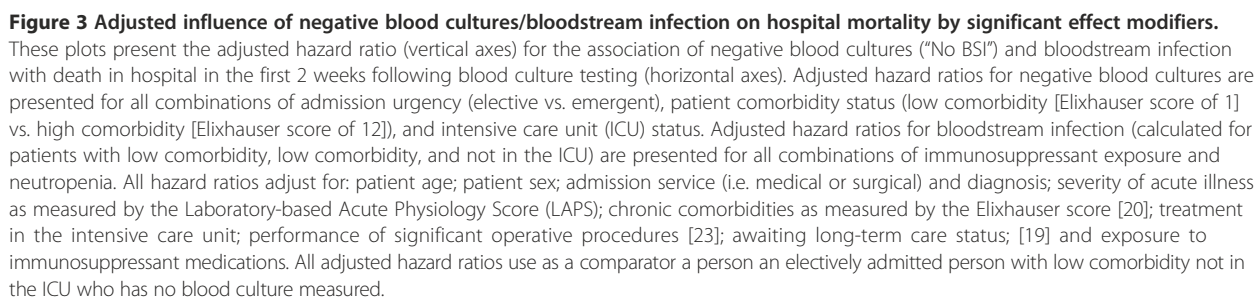 Figure 3 Adjusted influence of negative blood cultures/bloodstream infection on hospital mortality by significant effect modifiers.
These plots present the adjusted hazard ratio (vertical axes) for the association of negative blood cultures (“No BSI”) and bloodstream infection
with death in hospital in the first 2 weeks following blood culture testing (horizontal axes). Adjusted hazard ratios for negative blood cultures are
presented for all combinations of admission urgency (elective vs. emergent), patient comorbidity status (low comorbidity [Elixhauser score of 1]
vs. high comorbidity [Elixhauser score of 12]), and intensive care unit (ICU) status. Adjusted hazard ratios for bloodstream infection (calculated for
patients with low comorbidity, low comorbidity, and not in the ICU) are presented for all combinations of immunosuppressant exposure and
neutropenia. All hazard ratios adjust for: patient age; patient sex; admission service (i.e. medical or surgical) and diagnosis; severity of acute illness
as measured by the Laboratory-based Acute Physiology Score (LAPS); chronic comorbidities as measured by the Elixhauser score [20]; treatment
in the intensive care unit; performance of significant operative procedures [23]; awaiting long-term care status; [19] and exposure to
immunosuppressant medications. All adjusted hazard ratios use as a comparator a person an electively admitted person with low comorbidity not in
the ICU who has no blood culture measured.